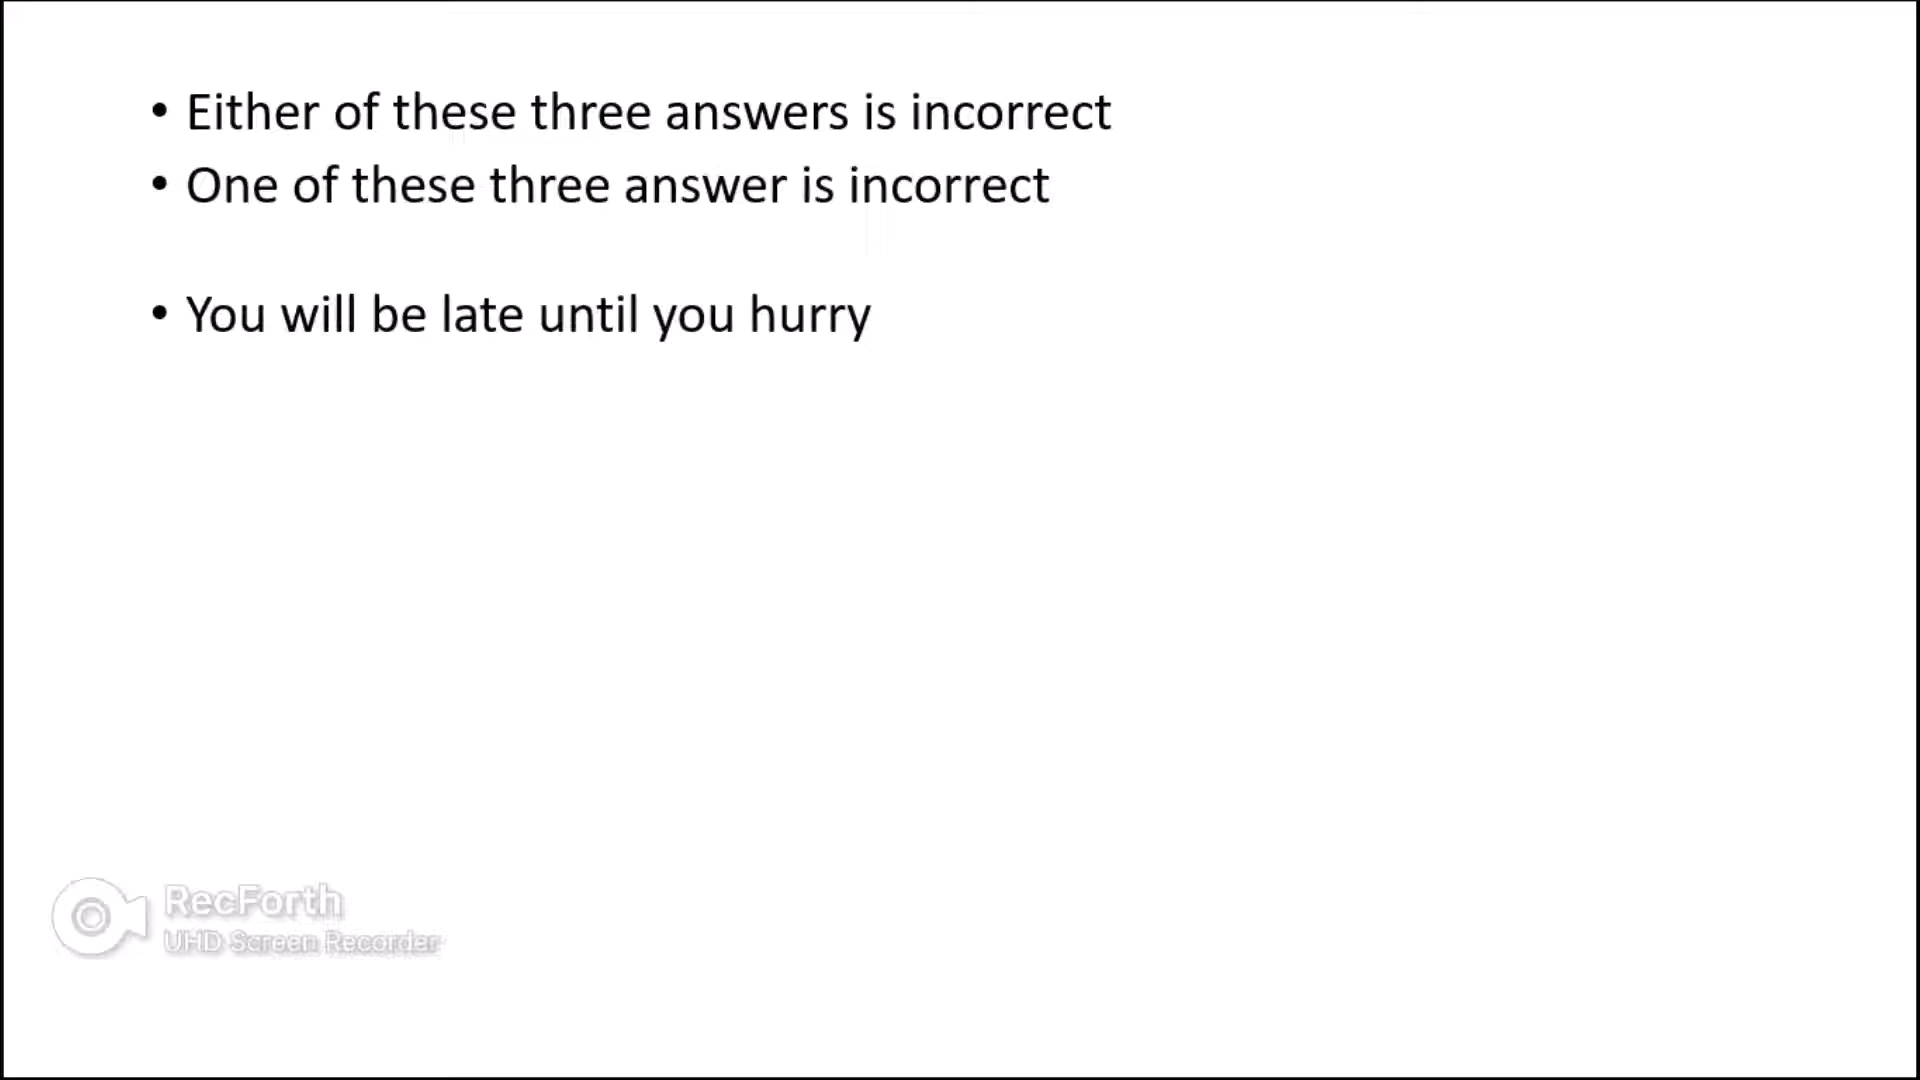 • Either of these three answers is incorrect
• One of these three answer is incorrect
• You will be late until you hurry
RecForth
UHD Screen Recorder